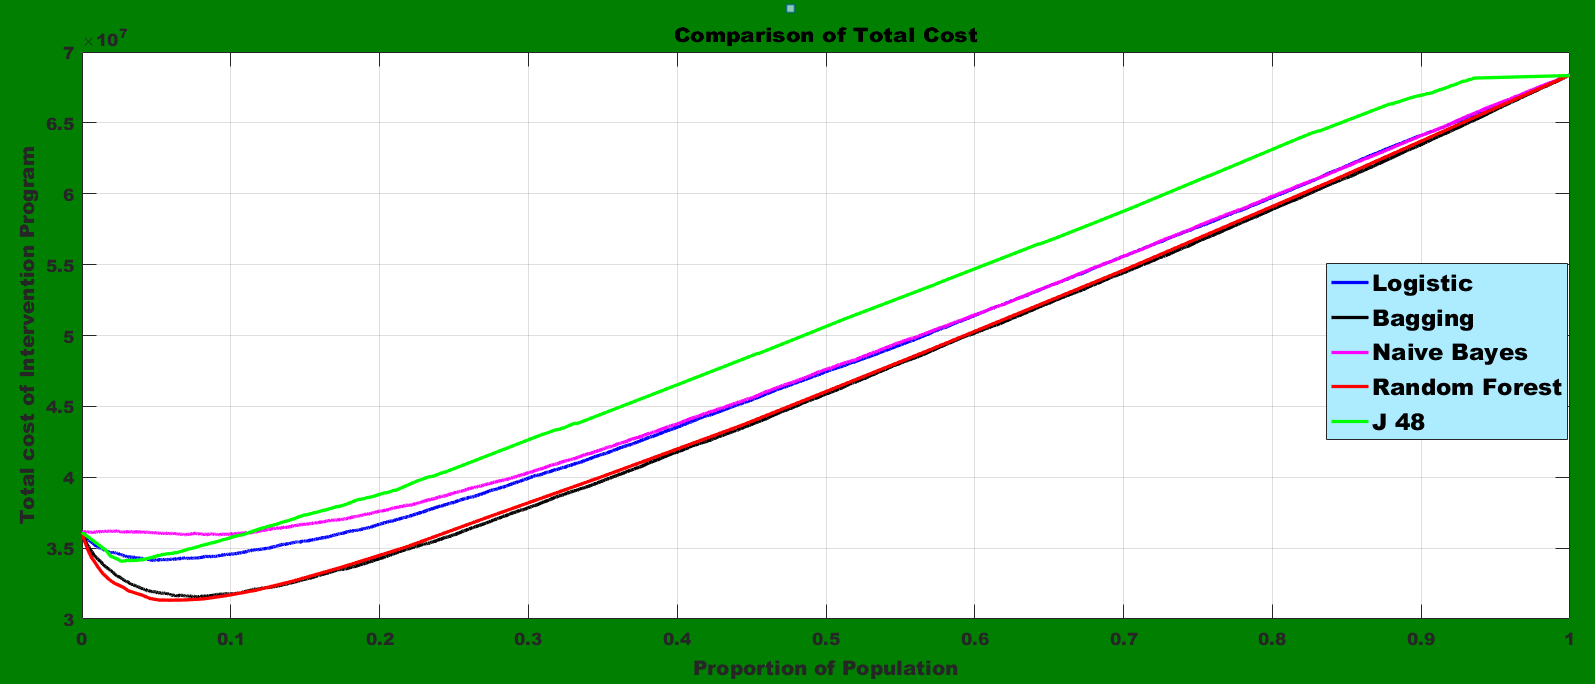 Comparison of Total Cost
×10^7
7
6.5
6
5.5
5
4.5
4
3.5
3
Total cost of Intervention Program
0 0.1 0.2 0.3 0.4 0.5 0.6 0.7 0.8 0.9 1
Proportion of Population
Logistic
Bagging
Naive Bayes
Random Forest
J 48